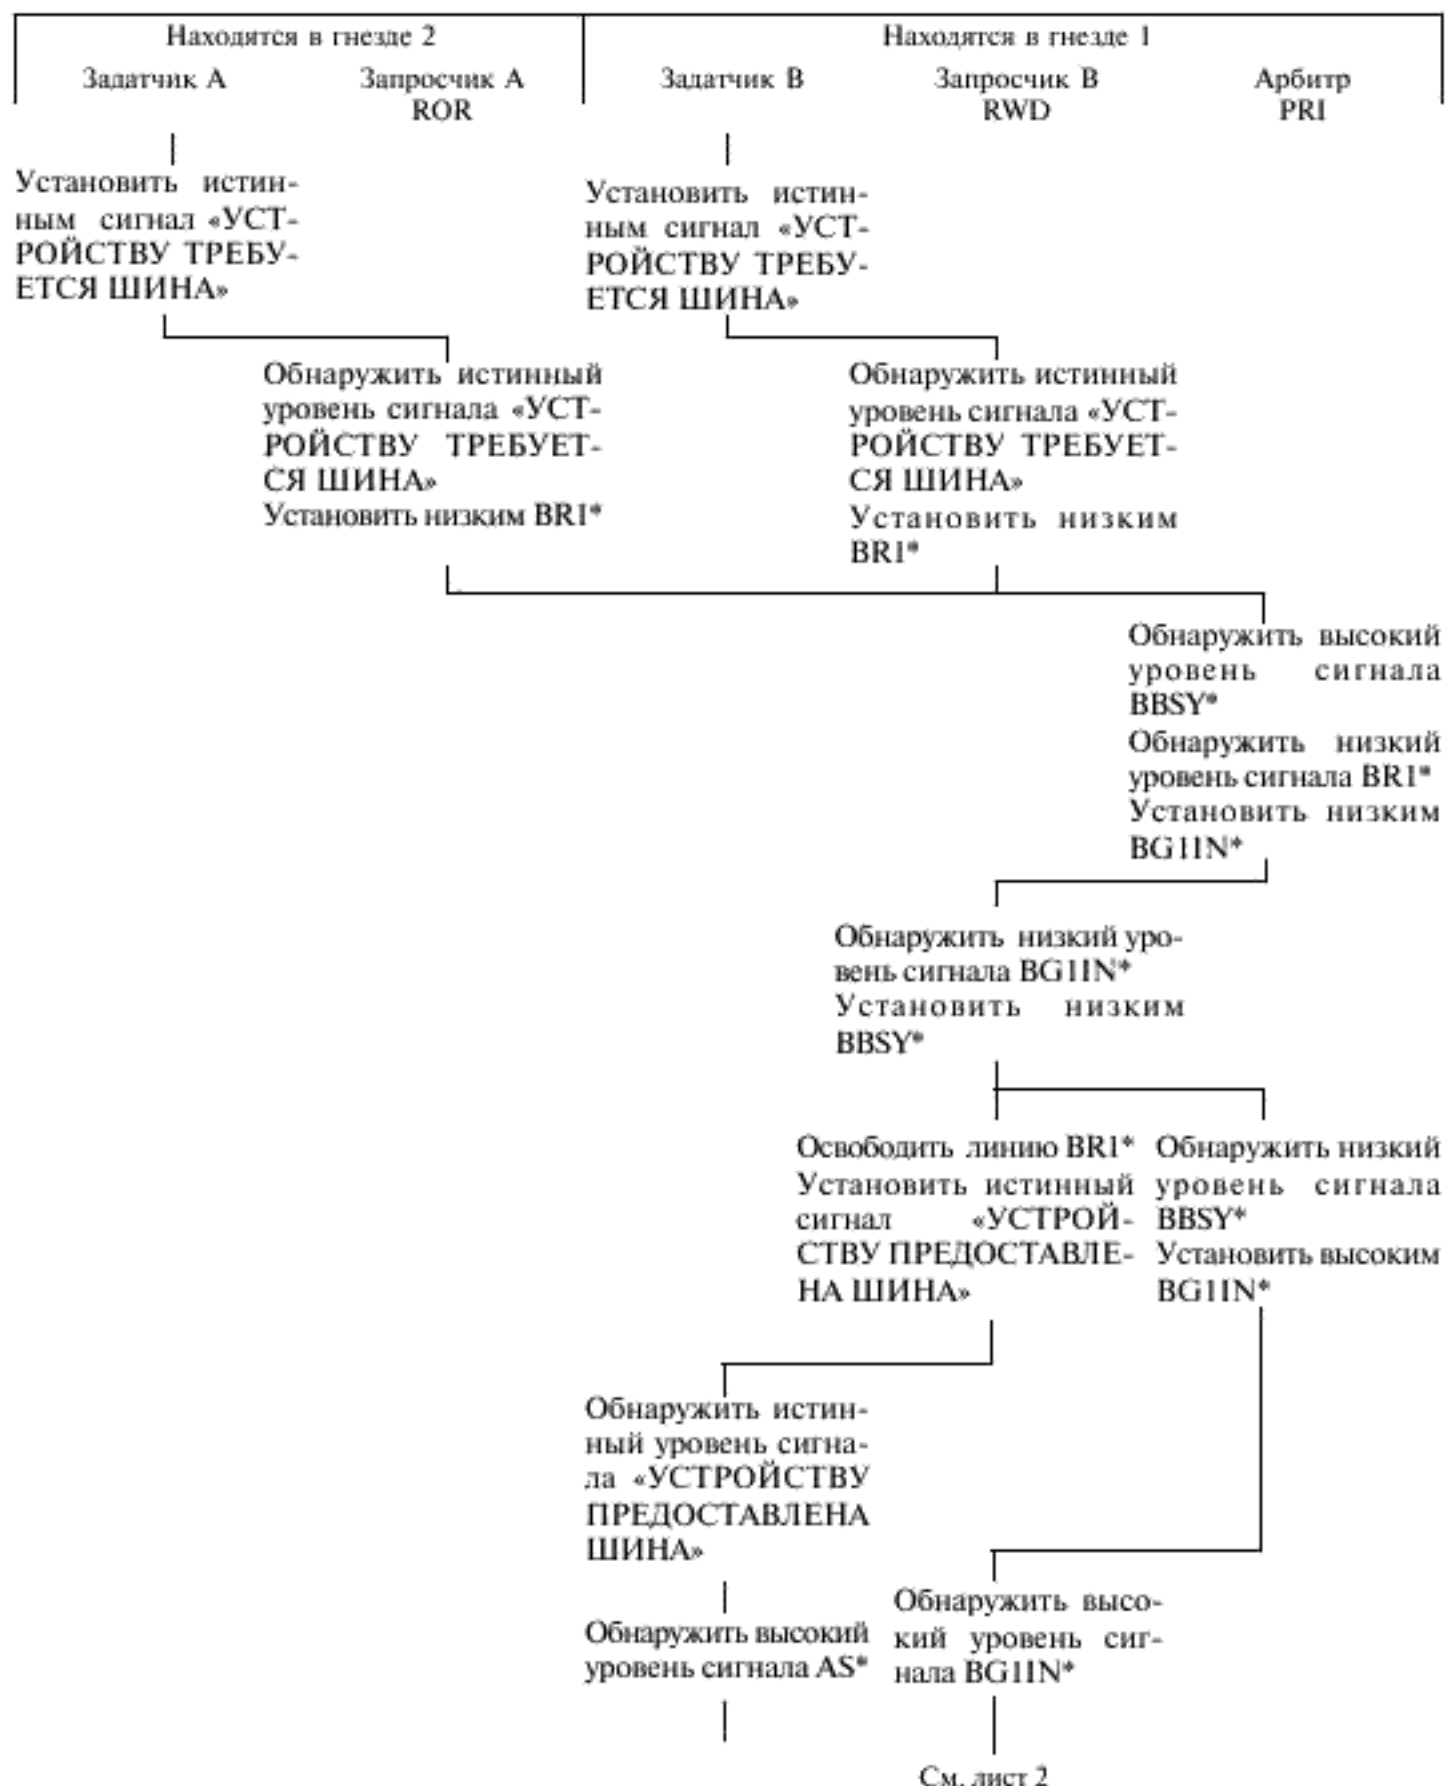 Находятся в гнезде 2
Находятся в гнезде 1
Задатчик А
Запросчик А
ROR
Задатчик В
Запросчик В
RWD
Арбитр
PRI
Установить истин-
ным сигнал «УСТ-
РОЙСТВУ ТРЕБУ-
ЕТСЯ ШИНА»
Установить истин-
ным сигнал «УСТ-
РОЙСТВУ ТРЕБУ-
ЕТСЯ ШИНА»
Обнаружить истинный
уровень сигнала «УСТ-
РОЙСТВУ ТРЕБУЕТ-
СЯ ШИНА»
Установить низким BR1*
Обнаружить истинный
уровень сигнала «УСТ-
РОЙСТВУ ТРЕБУЕТ-
СЯ ШИНА»
Установить низким
BR1*
Обнаружить высокий
уровень сигнала
BBSY*
Обнаружить низкий
уровень сигнала BR1*
Установить низким
BG1IN*
Обнаружить низкий уро-
вень сигнала BG1IN*
Установить низким
BBSY*
Освободить линию BR1*
Установить истинный
сигнал «УСТРОЙ-
СТВУ ПРЕДОСТАВЛЕ-
НА ШИНА»
Обнаружить низкий
уровень сигнала
BBSY*
Установить высоким
BG1IN*
Обнаружить истин-
ный уровень сигна-
ла «УСТРОЙСТВУ
ПРЕДОСТАВЛЕНА
ШИНА»
Обнаружить высокий
уровень сигнала AS*
Обнаружить высо-
кий уровень сиг-
нала BG1IN*
См. лист 2